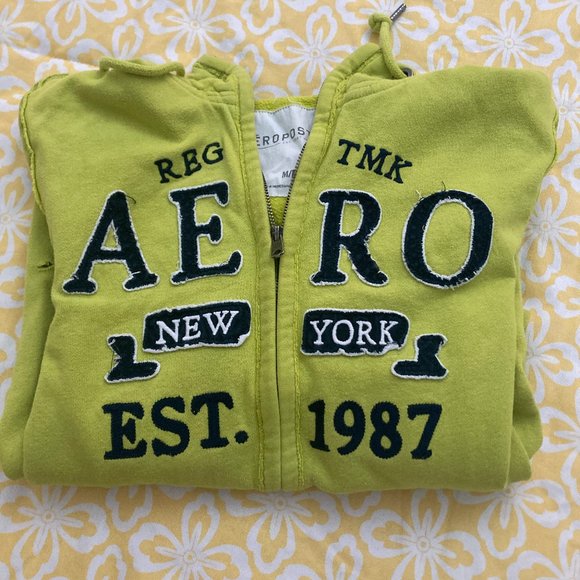 REG TMK
AERO
NEW YORK
EST. 1987